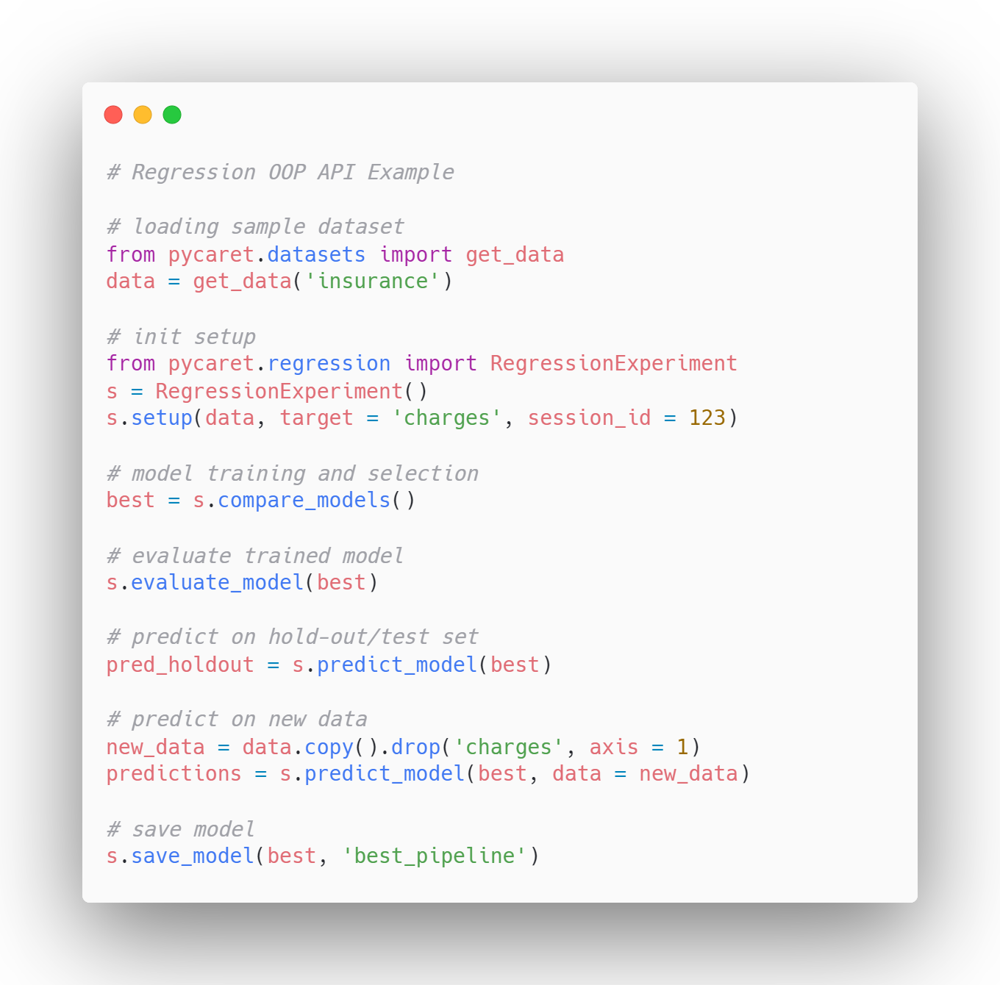 # Regression OOP API Example
# loading sample dataset
from pycaret.datasets import get_data
data = get_data('insurance')
# init setup
from pycaret.regression import RegressionExperiment
s = RegressionExperiment()
s.setup(data, target = 'charges', session_id = 123)
# model training and selection
best = s.compare_models()
# evaluate trained model
s.evaluate_model(best)
# predict on hold-out/test set
pred_holdout = s.predict_model(best)
# predict on new data
new_data = data.copy().drop('charges', axis = 1)
predictions = s.predict_model(best, data = new_data)
# save model
s.save_model(best, 'best_pipeline')